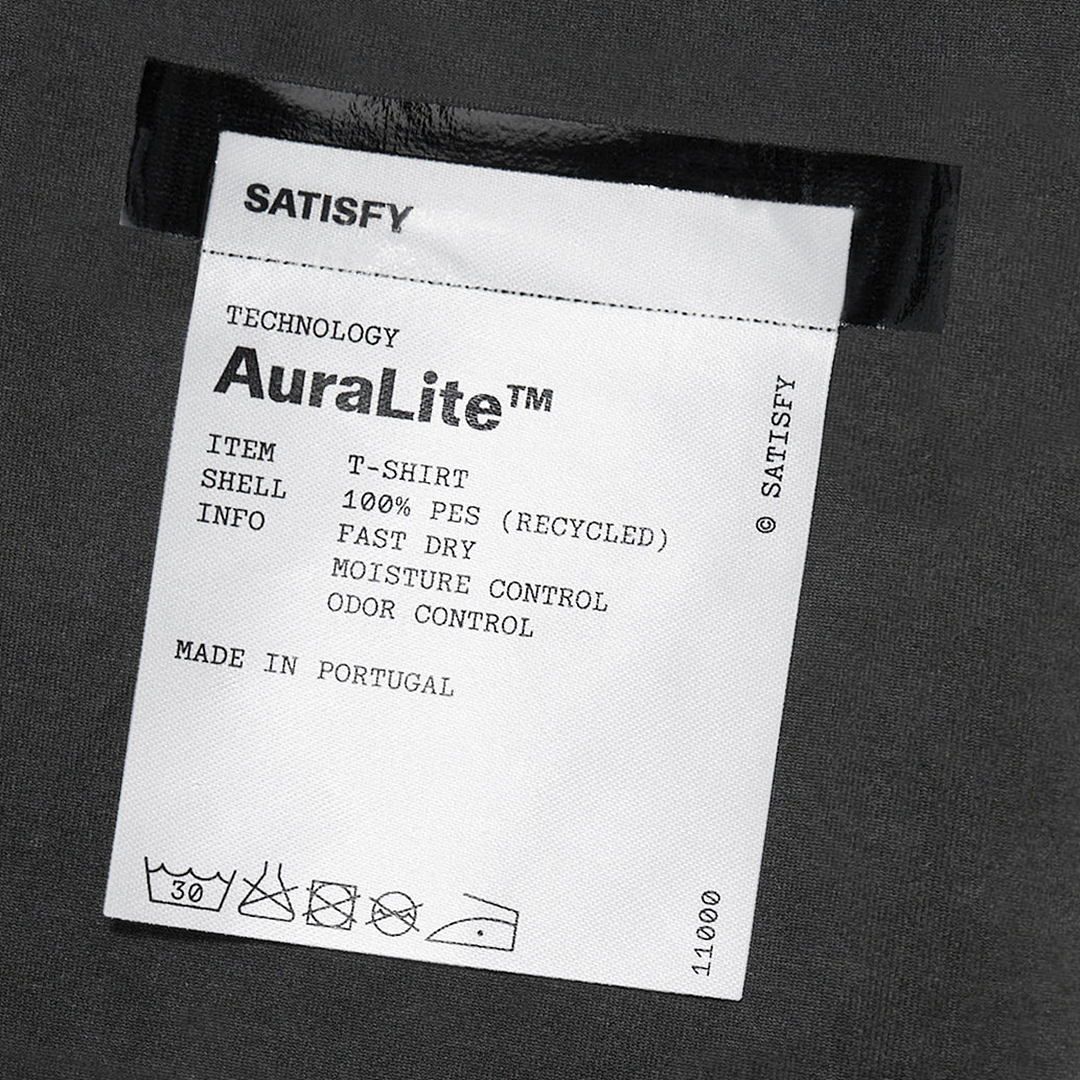 SATISFY
TECHNOLOGY
AuraLite™
ITEM T-SHIRT
SHELL 100% PES (RECYCLED)
INFO FAST DRY
MOISTURE CONTROL
ODOR CONTROL
MADE IN PORTUGAL
© SATISFY
30
11000